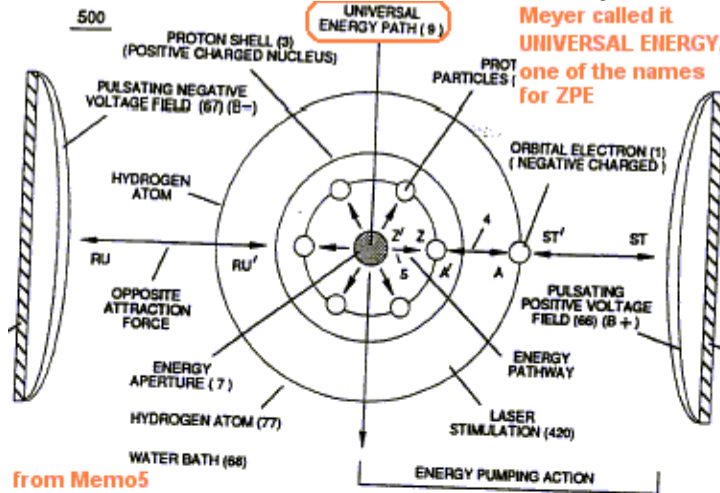 500
UNIVERSAL
ENERGY PATH (9)
Meyer called it
UNIVERSAL ENERGY,
one of the names
for ZPE
PROTON SHELL (3)
(POSITIVE CHARGED NUCLEUS)
PROT
PARTICLES (
PULSATING NEGATIVE
VOLTAGE FIELD (67) (B–)
ORBITAL ELECTRON (1)
( NEGATIVE CHARGED )
HYDROGEN
ATOM
Z' Z
4
ST' ST
RU RU'
5
A' A
OPPOSITE
ATTRACTION
FORCE
PULSATING
POSITIVE VOLTAGE
FIELD (66) (B +)
ENERGY
APERTURE ( 7 )
ENERGY
PATHWAY
HYDROGEN ATOM (77)
LASER
STIMULATION (420)
WATER BATH (68)
from Memo5
ENERGY PUMPING ACTION